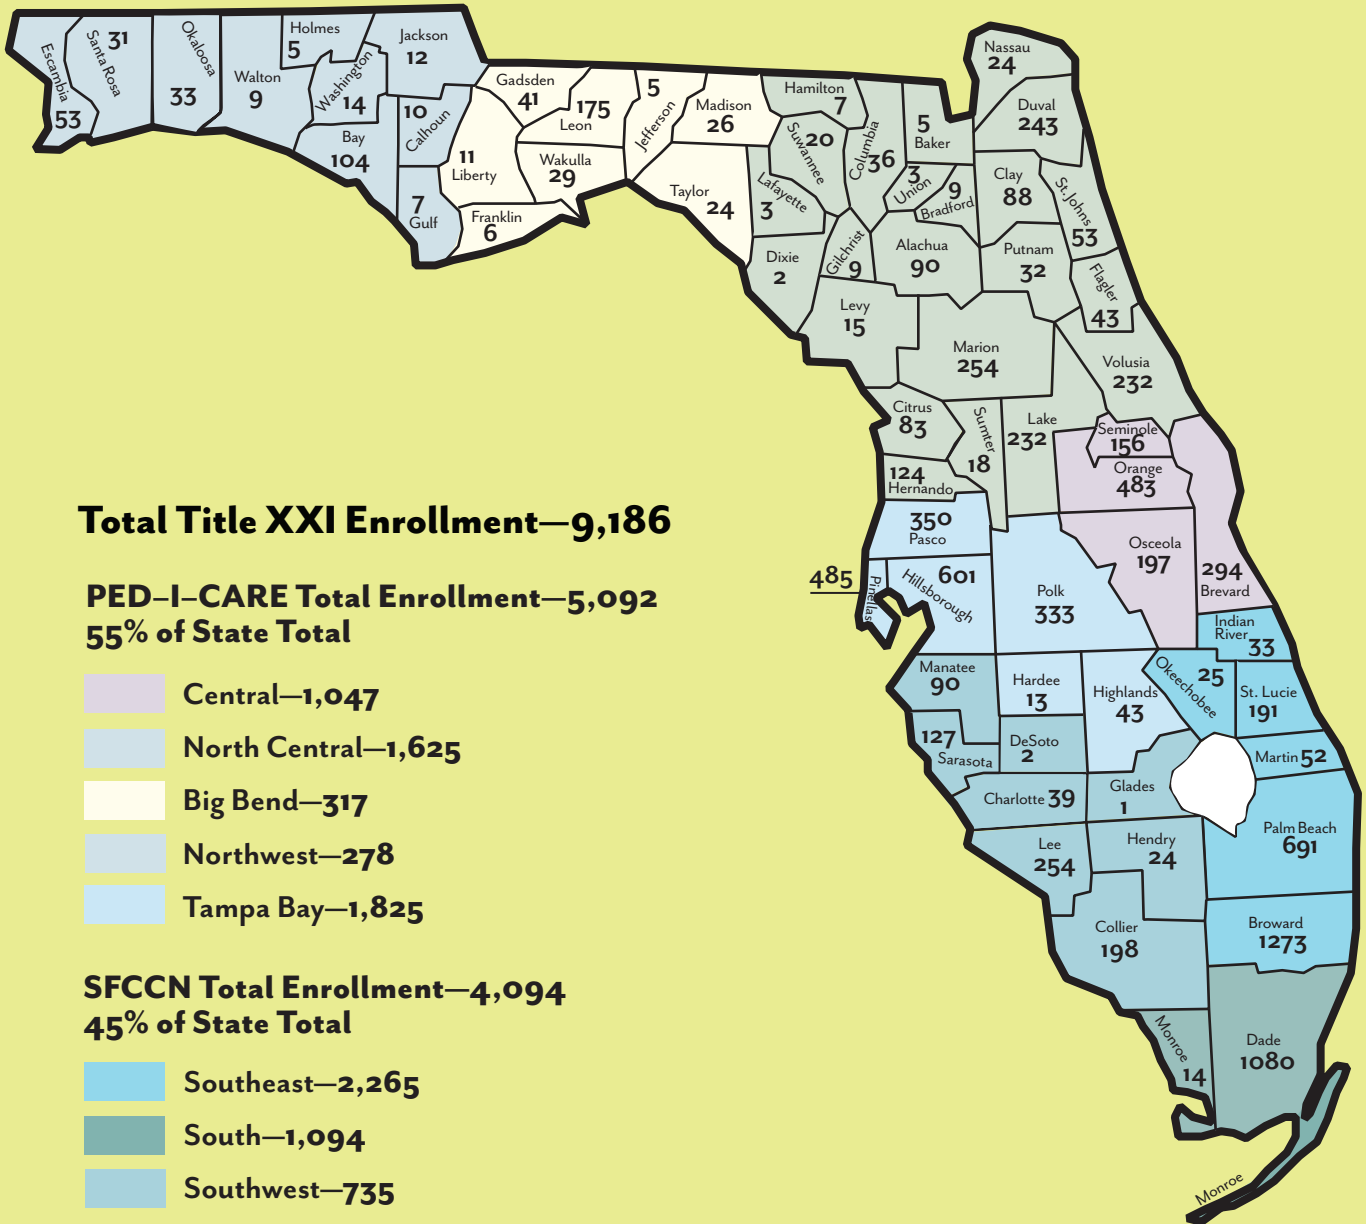 Escambia
53
Santa Rosa
31
Okaloosa
33
Walton
9
Holmes
5
Washington
14
Jackson
12
Bay
104
10
Calhoun
7
Gulf
Gadsden
41
175
Leon
11
Liberty
Franklin
6
Wakulla
29
5
Jefferson
Madison
26
Taylor
24
Hamilton
7
Suwannee
20
Lafayette
3
Dixie
2
Columbia
36
5
Baker
3
Union
9
Bradford
Nassau
24
Duval
243
Clay
88
St. Johns
53
Gilchrist
9
Alachua
90
Putnam
32
Flagler
43
Levy
15
Marion
254
Volusia
232
Citrus
83
Sumter
18
Lake
232
124
Hernando
Seminole
156
Orange
483
Osceola
197
294
Brevard
350
Pasco
485
Pinellas
Hillsborough
601
Polk
333
Indian
River 33
Manatee
90
Hardee
13
Highlands
43
Okeechobee
25
St. Lucie
191
127
Sarasota
DeSoto
2
Martin 52
Charlotte 39
Glades
1
Palm Beach
691
Lee
254
Hendry
24
Collier
198
Broward
1273
Monroe
14
Dade
1080
Monroe
Total Title XXI Enrollment—9,186
PED–I–CARE Total Enrollment—5,092
55% of State Total
Central—1,047
North Central—1,625
Big Bend—317
Northwest—278
Tampa Bay—1,825
SFCCN Total Enrollment—4,094
45% of State Total
Southeast—2,265
South—1,094
Southwest—735